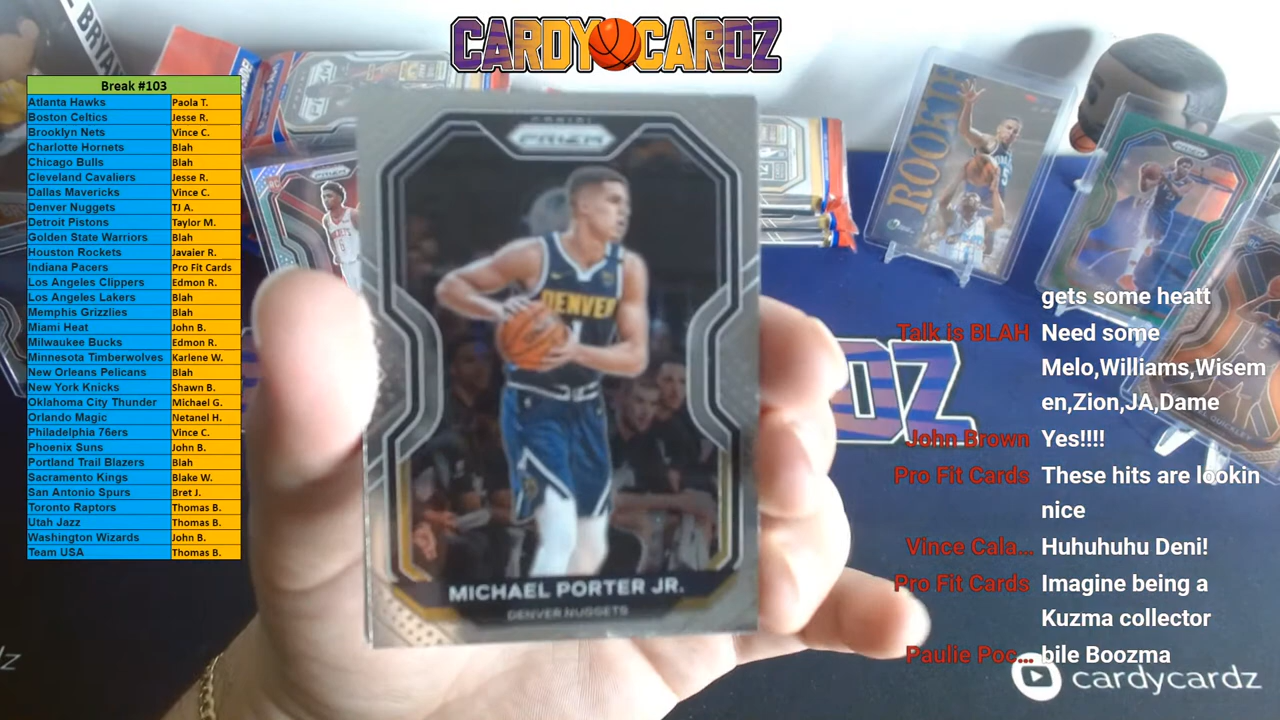 CARDY CARDZ
BRYAN
Break #103
Atlanta Hawks Paola T.
Boston Celtics Jesse R.
Brooklyn Nets Vince C.
Charlotte Hornets Blah
Chicago Bulls Blah
Cleveland Cavaliers Jesse R.
Dallas Mavericks Vince C.
Denver Nuggets TJ A.
Detroit Pistons Taylor M.
Golden State Warriors Blah
Houston Rockets Javaier R.
Indiana Pacers Pro Fit Cards
Los Angeles Clippers Edmon R.
Los Angeles Lakers Blah
Memphis Grizzlies Blah
Miami Heat John B.
Milwaukee Bucks Edmon R.
Minnesota Timberwolves Karlene W.
New Orleans Pelicans Blah
New York Knicks Shawn B.
Oklahoma City Thunder Michael G.
Orlando Magic Netanel H.
Philadelphia 76ers Vince C.
Phoenix Suns John B.
Portland Trail Blazers Blah
Sacramento Kings Blake W.
San Antonio Spurs Bret J.
Toronto Raptors Thomas B.
Utah Jazz Thomas B.
Washington Wizards John B.
Team USA Thomas B.
PANINI
PRIZM
DENVER
1
MICHAEL PORTER JR.
DENVER NUGGETS
ROOKIE
RDZ
QUICKLEY
gets some heatt
Talk is BLAH Need some
Melo,Williams,Wisem
en,Zion,JA,Dame
John Brown Yes!!!!
Pro Fit Cards These hits are lookin
nice
Vince Cala... Huhuhuhu Deni!
Pro Fit Cards Imagine being a
Kuzma collector
Paulie Poc... bile Boozma
cardycardz